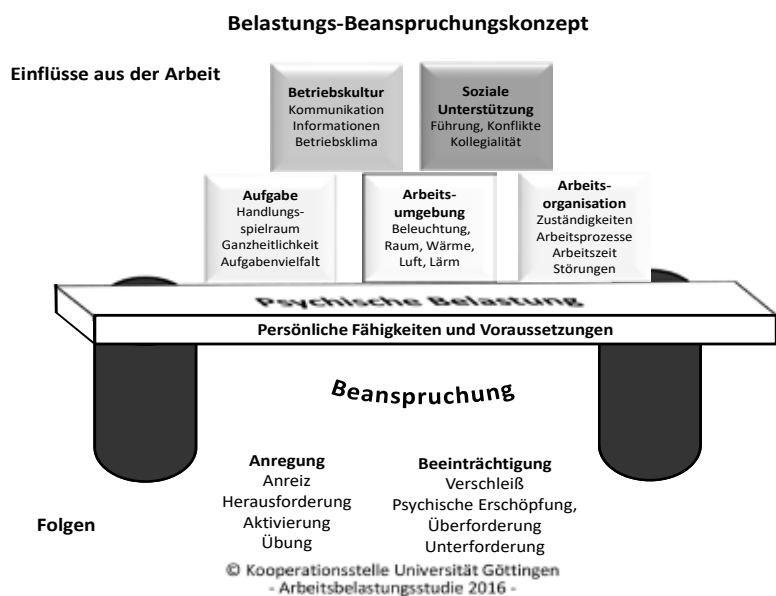 Belastungs-Beanspruchungskonzept
Einflüsse aus der Arbeit
Betriebskultur
Kommunikation
Informationen
Betriebsklima
Soziale
Unterstützung
Führung, Konflikte
Kollegialität
Aufgabe
Handlungs-
spielraum
Ganzheitlichkeit
Aufgabenvielfalt
Arbeits-
umgebung
Beleuchtung,
Raum, Wärme,
Luft, Lärm
Arbeits-
organisation
Zuständigkeiten
Arbeitsprozesse
Arbeitszeit
Störungen
Psychische Belastung
Persönliche Fähigkeiten und Voraussetzungen
Beanspruchung
Anregung
Anreiz
Herausforderung
Aktivierung
Übung
Beeinträchtigung
Verschleiß
Psychische Erschöpfung,
Überforderung
Unterforderung
Folgen
© Kooperationsstelle Universität Göttingen
- Arbeitsbelastungsstudie 2016 -